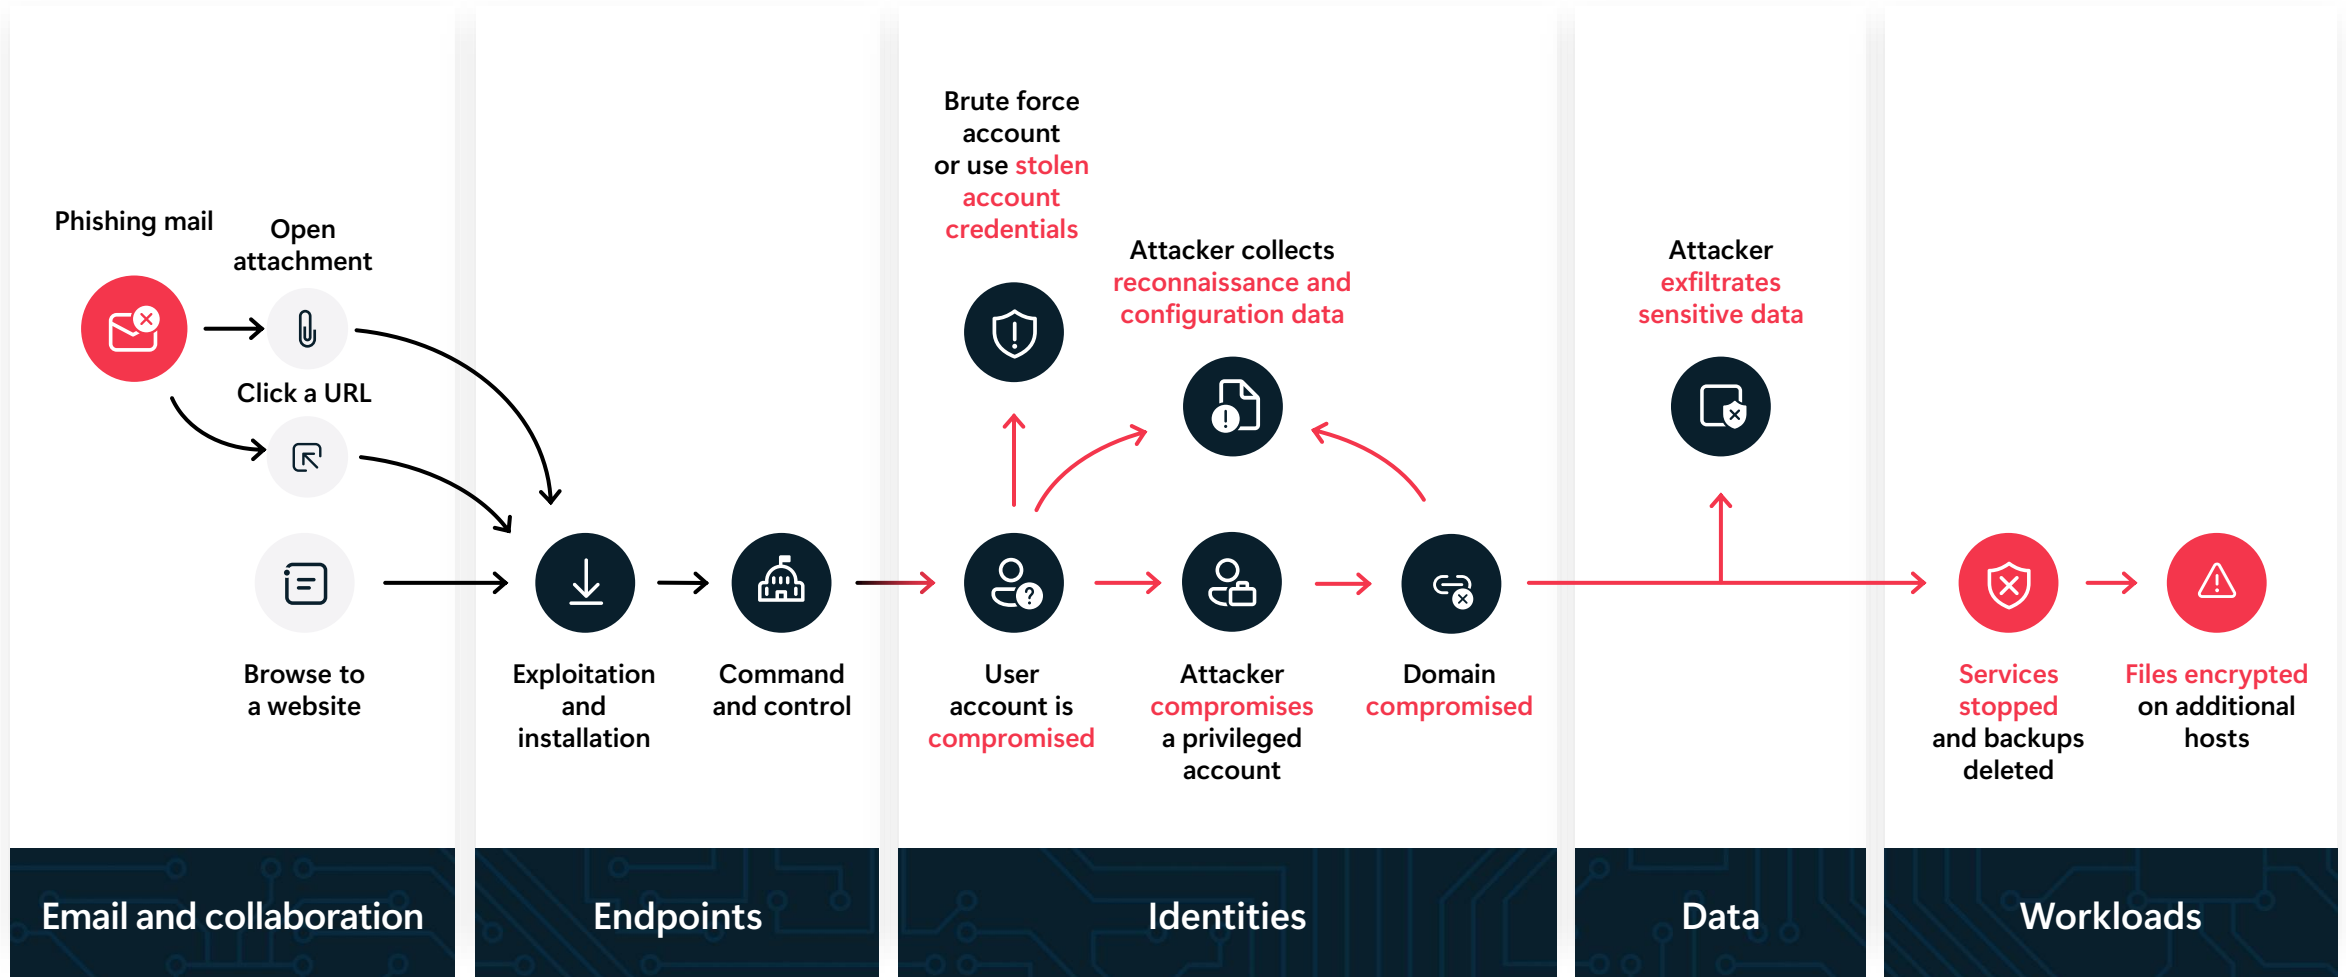 Phishing mail
Open
attachment
Click a URL
Browse to
a website
Email and collaboration
Exploitation
and
installation
Command
and control
Endpoints
Brute force
account
or use stolen
account
credentials
Attacker collects
reconnaissance and
configuration data
User
account is
compromised
Attacker
compromises
a privileged
account
Domain
compromised
Identities
Attacker
exfiltrates
sensitive data
Data
Services
stopped
and backups
deleted
Files encrypted
on additional
hosts
Workloads